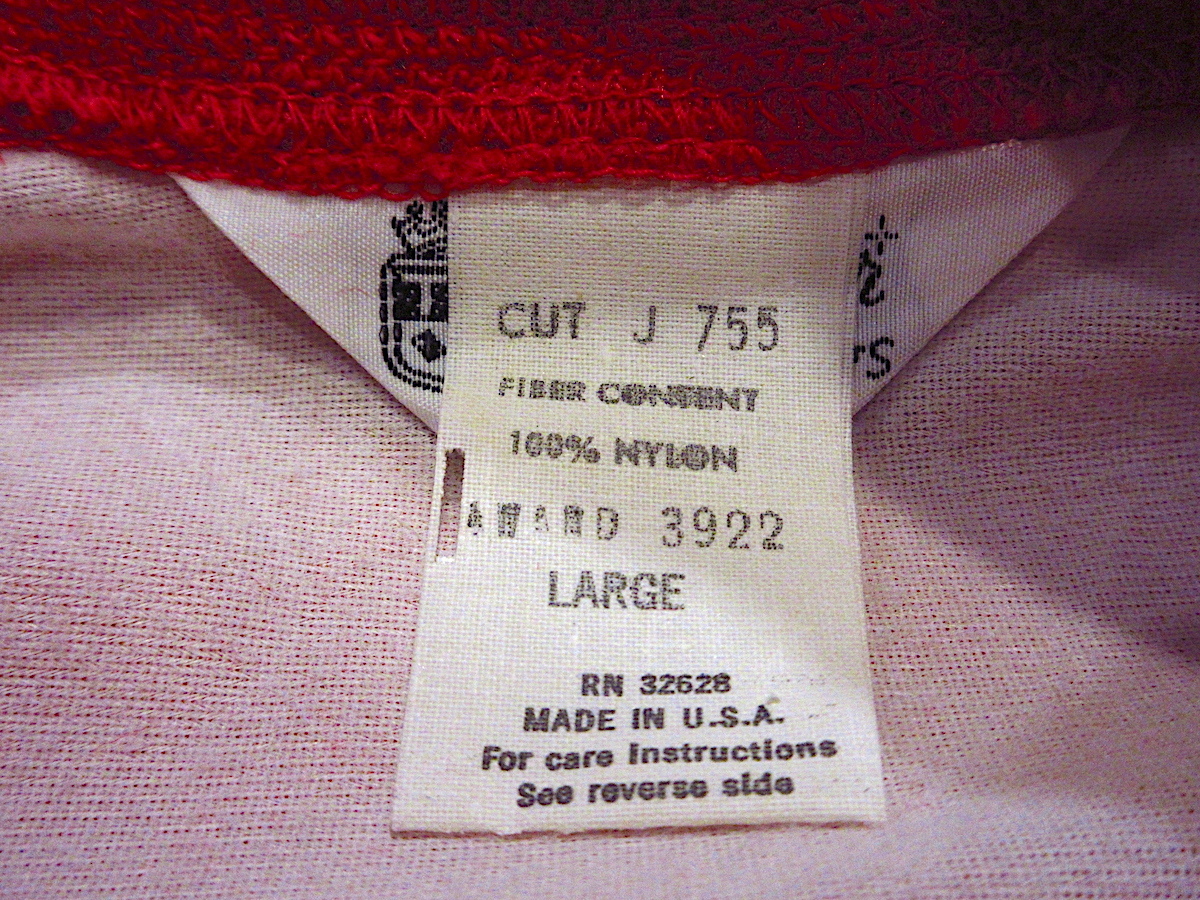 CUT J 755
FIBER CONTENT
100% NYLON
AWARD 3922
LARGE
RN 32628
MADE IN U.S.A.
For care Instructions
See reverse side